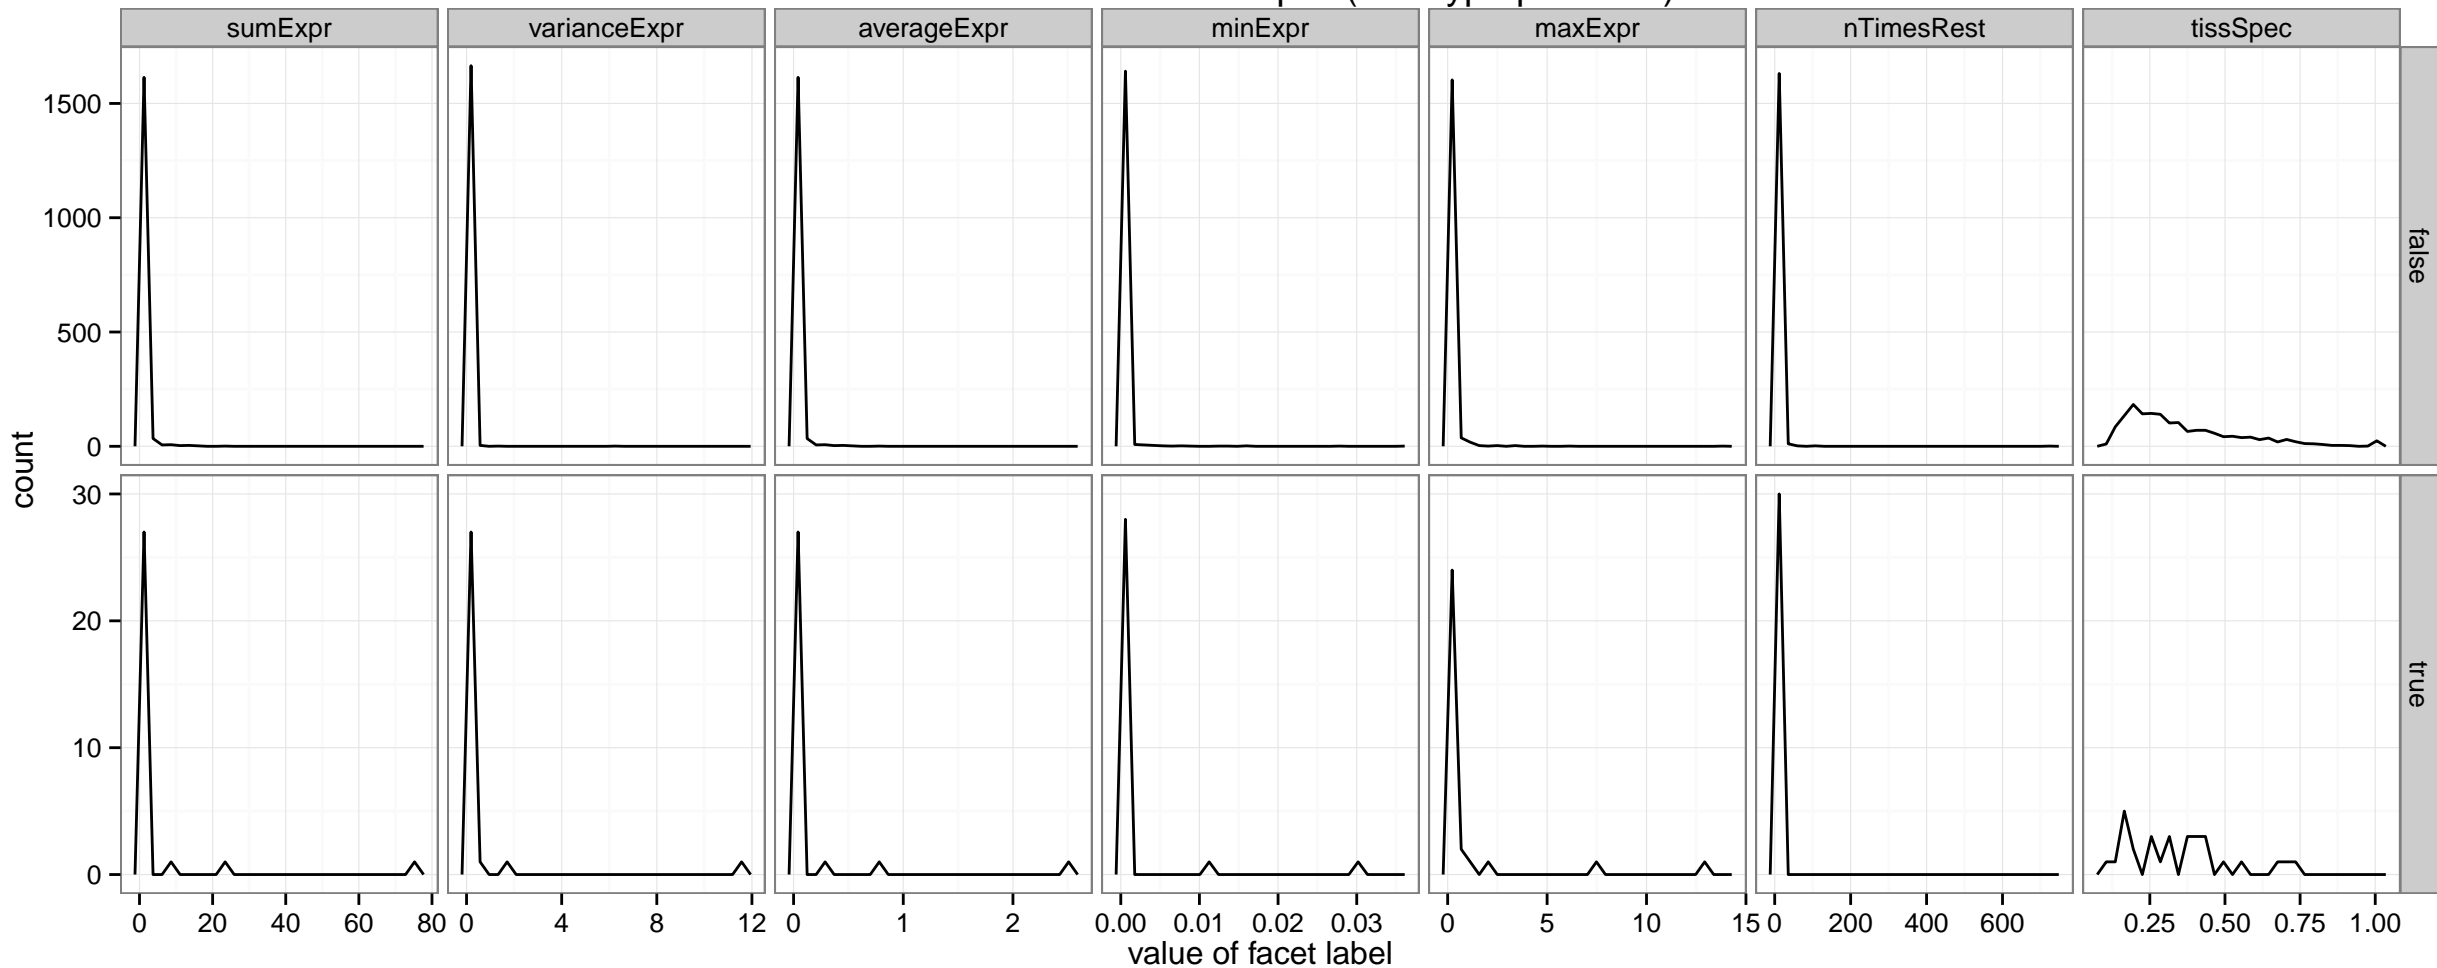 sumExpr varianceExpr averageExpr minExpr maxExpr nTimesRest tissSpec
1500
1000
500
0
false
count
30
20
10
0
true
0 20 40 60 80 0 4 8 12 0 1 2 0.00 0.01 0.02 0.03 0 5 10 15 0 200 400 600 0.25 0.50 0.75 1.00
value of facet label